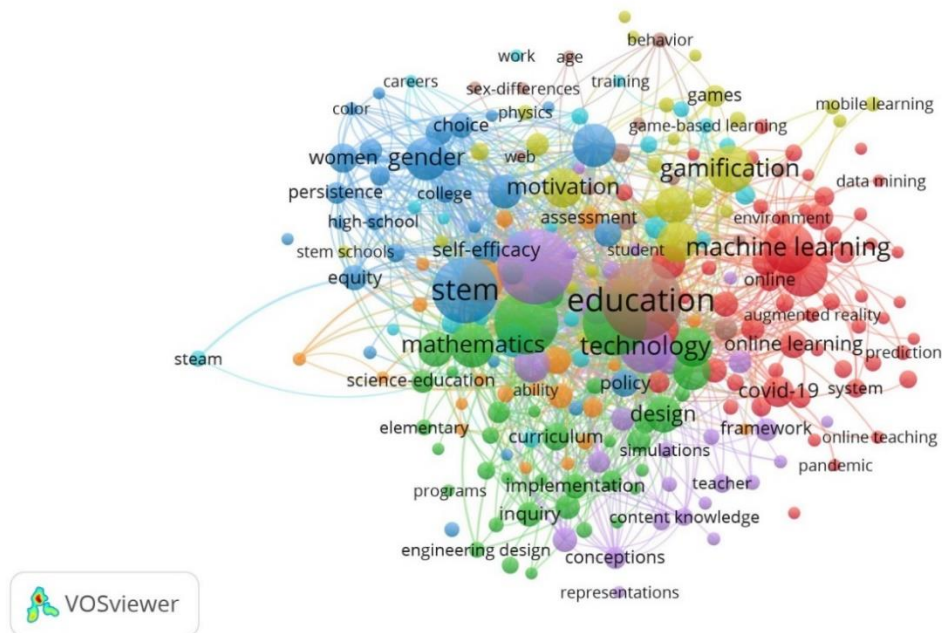 behavior
work
age
careers
sex-differences
training
games
color
physics
mobile learning
choice
game-based learning
women
gender
web
gamification
persistence
college
motivation
data mining
high-school
assessment
environment
stem schools
self-efficacy
student
machine learning
equity
stem
education
online
augmented reality
steam
mathematics
technology
online learning
prediction
science-education
ability
policy
covid-19
system
elementary
design
curriculum
simulations
framework
online teaching
pandemic
programs
implementation
teacher
inquiry
content knowledge
engineering design
conceptions
representations
VOSviewer